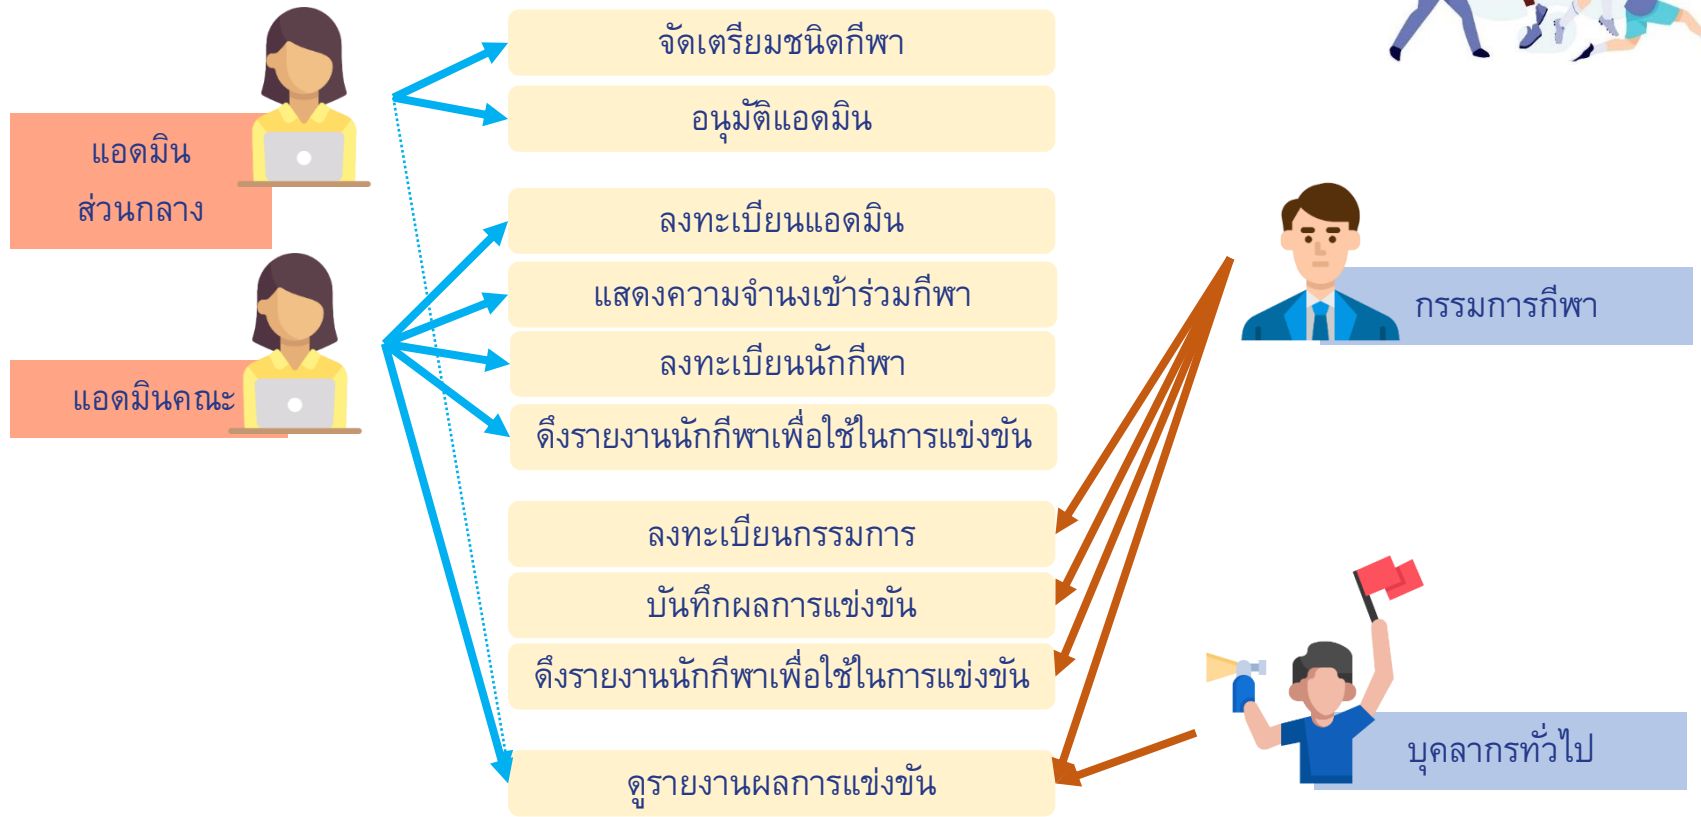 จัดเตรียมชนิดกีฬา
อนุมัติแอดมิน
แอดมิน
ส่วนกลาง
ลงทะเบียนแอดมิน
แสดงความจำนงเข้าร่วมกีฬา
กรรมการกีฬา
ลงทะเบียนนักกีฬา
แอดมินคณะ
ดึงรายงานนักกีฬาเพื่อใช้ในการแข่งขัน
ลงทะเบียนกรรมการ
บันทึกผลการแข่งขัน
ดึงรายงานนักกีฬาเพื่อใช้ในการแข่งขัน
บุคลากรทั่วไป
ดูรายงานผลการแข่งขัน